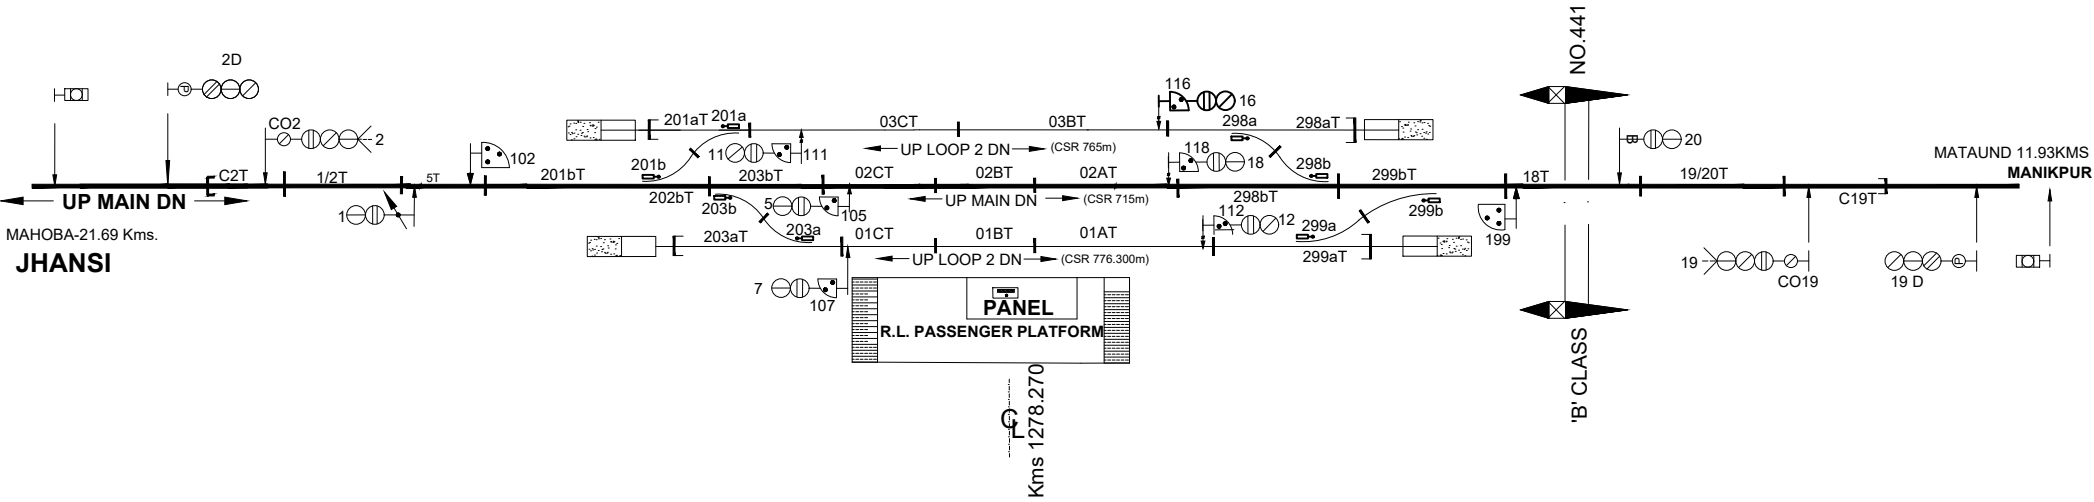 NO.441
2D
P
116
16
CO2
2
201aT
201a
03CT
03BT
298a
298aT
B
20
102
11
111
UP LOOP 2 DN
(CSR 765m)
118
18
MATAUND 11.93KMS
MANIKPUR
201b
298b
C2T
1/2T
5T
201bT
203bT
02CT
02BT
02AT
299bT
18T
19/20T
C19T
UP MAIN DN
202bT
203b
5
105
UP MAIN DN
(CSR 715m)
298bT
112
12
299a
299b
199
1
MAHOBA-21.69 Kms.
JHANSI
203aT
203a
01CT
01BT
01AT
299aT
UP LOOP 2 DN
(CSR 776.300m)
19
CO19
P
19 D
7
107
PANEL
R.L. PASSENGER PLATFORM
'B' CLASS
CL
Kms 1278.270